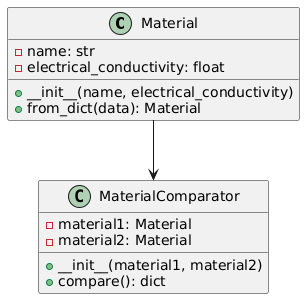 C Material
name: str
electrical_conductivity: float
__init__(name, electrical_conductivity)
from_dict(data): Material
C MaterialComparator
material1: Material
material2: Material
__init__(material1, material2)
compare(): dict